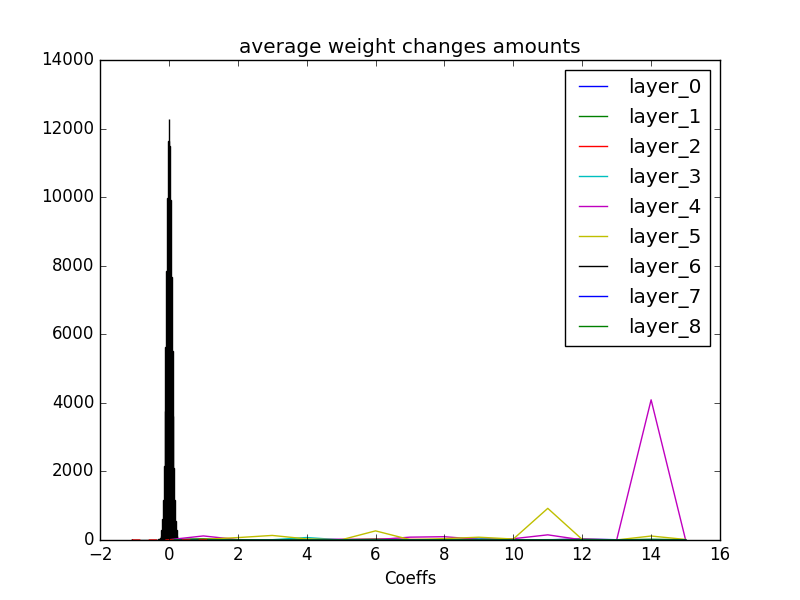 average weight changes amounts
14000
12000
10000
8000
6000
4000
2000
0
−2 0 2 4 6 8 10 12 14 16
Coeffs
layer_0
layer_1
layer_2
layer_3
layer_4
layer_5
layer_6
layer_7
layer_8